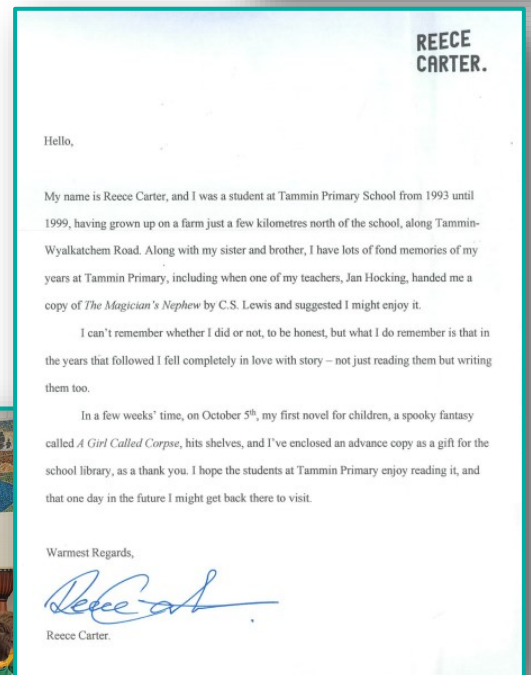 REECE
CARTER.
Hello,
My name is Reece Carter, and I was a student at Tammin Primary School from 1993 until
1999, having grown up on a farm just a few kilometres north of the school, along Tammin-
Wyalkatchem Road. Along with my sister and brother, I have lots of fond memories of my
years at Tammin Primary, including when one of my teachers, Jan Hocking, handed me a
copy of The Magician's Nephew by C.S. Lewis and suggested I might enjoy it.
I can't remember whether I did or not, to be honest, but what I do remember is that in
the years that followed I fell completely in love with story – not just reading them but writing
them too.
In a few weeks' time, on October 5th, my first novel for children, a spooky fantasy
called A Girl Called Corpse, hits shelves, and I've enclosed an advance copy as a gift for the
school library, as a thank you. I hope the students at Tammin Primary enjoy reading it, and
that one day in the future I might get back there to visit.
Warmest Regards,
Reece Carter.